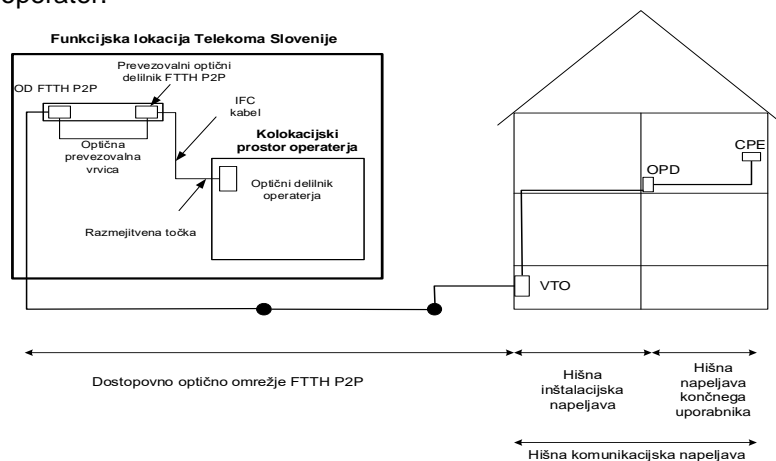 operater.
Funkcijska lokacija Telekoma Slovenije
Prevezovalni optični
delilnik FTTH P2P
OD FTTH P2P
IFC
kabel
Optična
prevezovalna
vrvica
Kolokacijski
prostor operaterja
Optični delilnik
operaterja
Razmejitvena točka
CPE
OPD
VTO
Dostopovno optično omrežje FTTH P2P
Hišna
inštalacijska
napeljava
Hišna
napeljava
končnega
uporabnika
Hišna komunikacijska napeljava